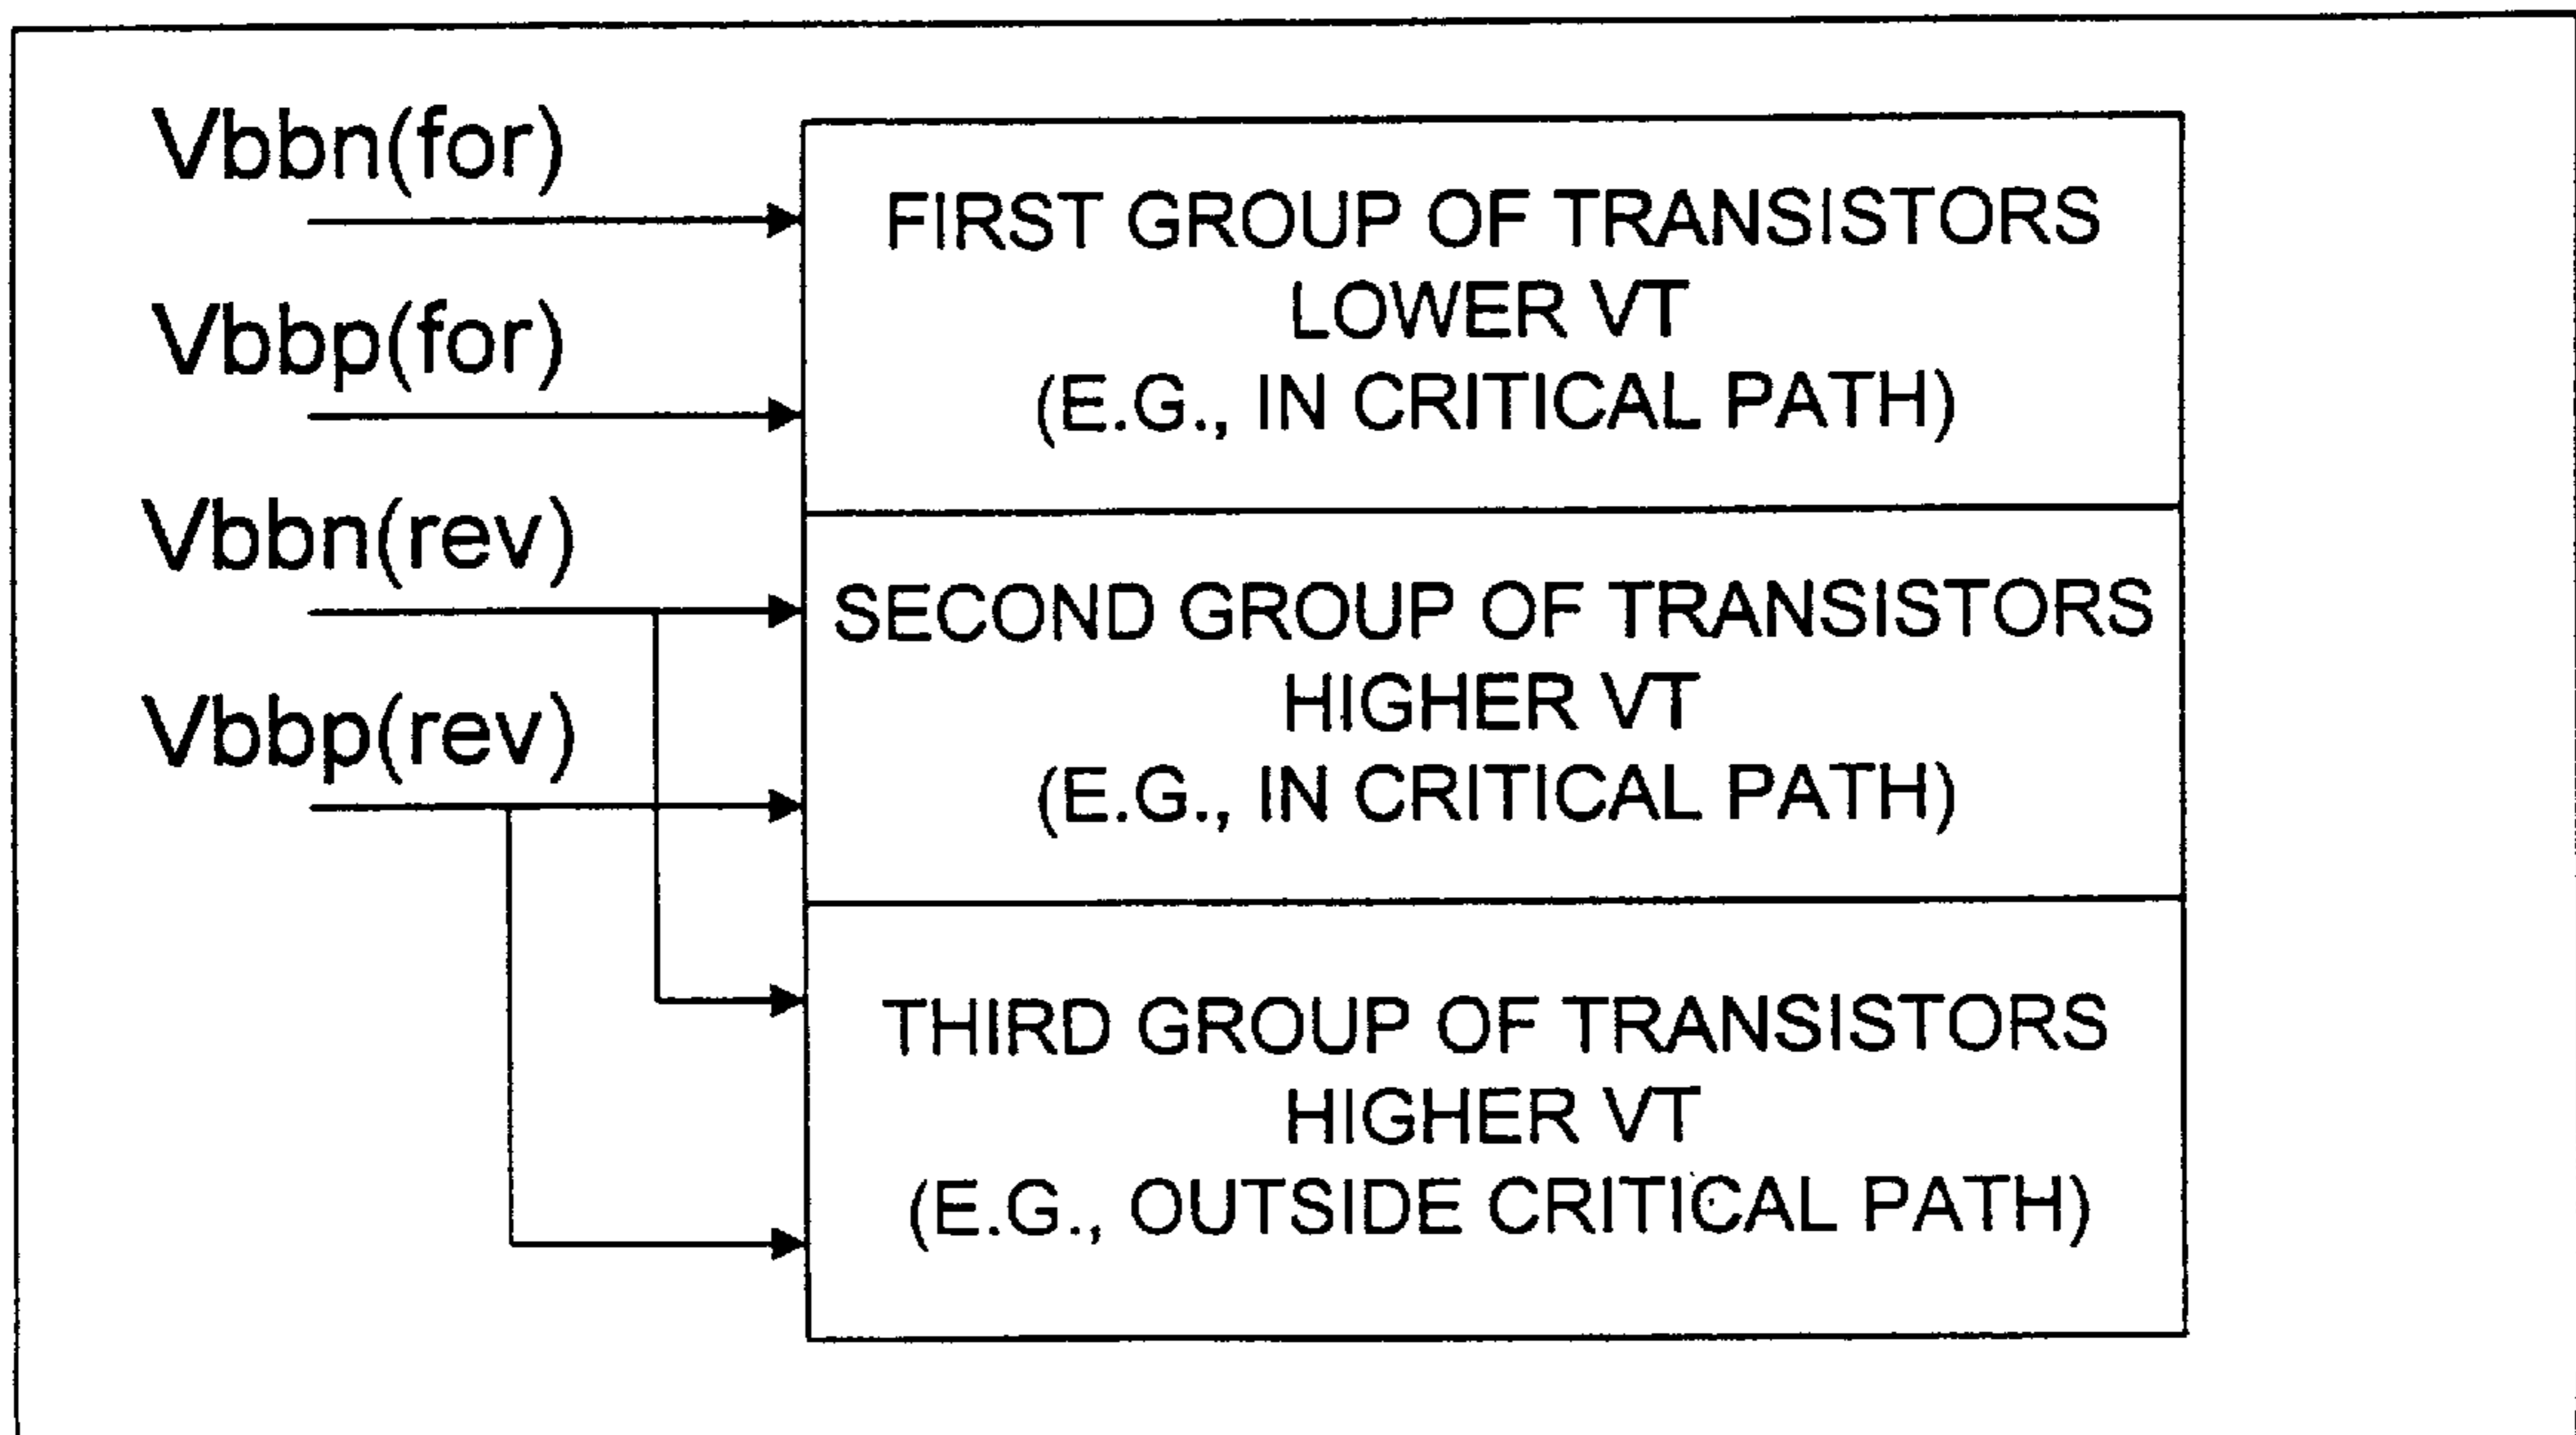 Vbbn(for)
Vbbp(for)
Vbbn(rev)
Vbbp(rev)
FIRST GROUP OF TRANSISTORS
LOWER VT
(E.G., IN CRITICAL PATH)
SECOND GROUP OF TRANSISTORS
HIGHER VT
(E.G., IN CRITICAL PATH)
THIRD GROUP OF TRANSISTORS
HIGHER VT
(E.G., OUTSIDE CRITICAL PATH)